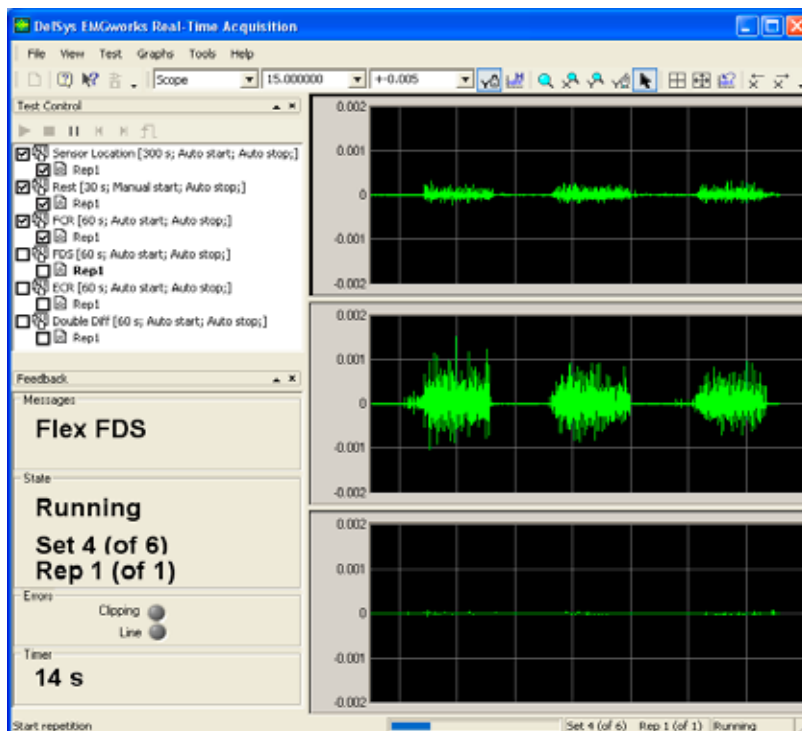 DelSys EMGworks Real-Time Acquisition
File View Test Graphs Tools Help
Scope 15.000000 +-0.005
Test Control
Sensor Location [300 s; Auto start; Auto stop;]
Rep1
Rest [30 s; Manual start; Auto stop;]
Rep1
FCR [60 s; Auto start; Auto stop;]
Rep1
FDS [60 s; Auto start; Auto stop;]
Rep1
ECR [60 s; Auto start; Auto stop;]
Rep1
Double Diff [60 s; Auto start; Auto stop;]
Rep1
Feedback
Messages
Flex FDS
State
Running
Set 4 (of 6)
Rep 1 (of 1)
Errors
Clipping
Line
Timer
14 s
0.002
0.001
0
-0.001
-0.002
0.002
0.001
0
-0.001
-0.002
0.002
0.001
0
-0.001
-0.002
Start repetition Set 4 (of 6) Rep 1 (of 1) Running